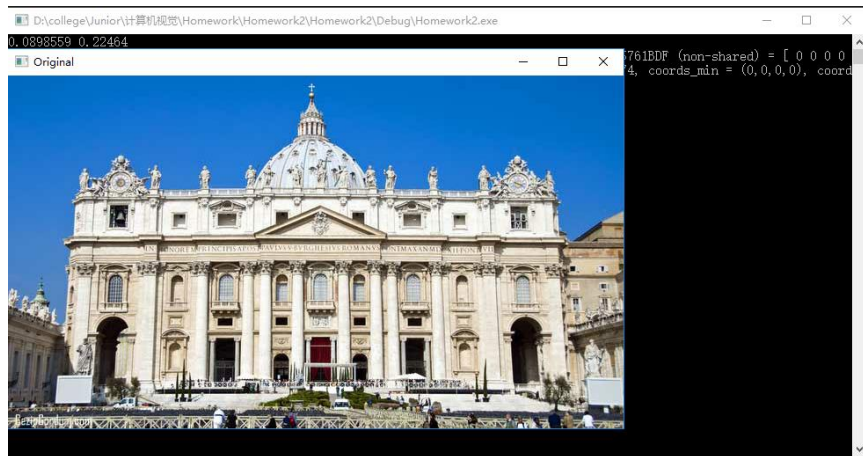 D:\college\Junior\计算机视觉\Homework\Homework2\Homework2\Debug\Homework2.exe
0.0898559 0.22464
5761BDF (non-shared) = [ 0 0 0 0
4, coords_min = (0,0,0,0), coord
Original